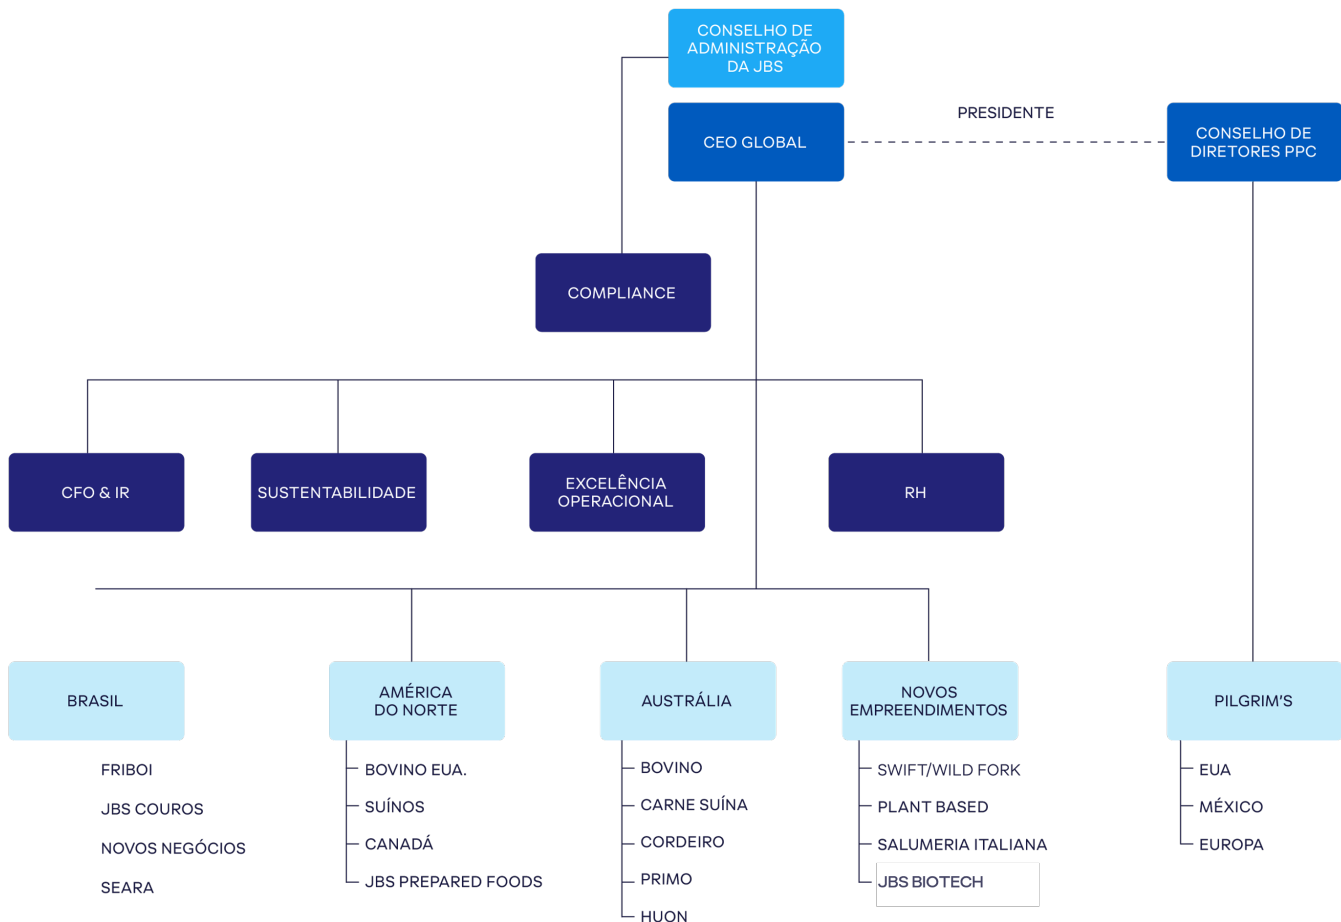 CONSELHO DE
ADMINISTRAÇÃO
DA JBS
CEO GLOBAL
PRESIDENTE
CONSELHO DE
DIRETORES PPC
COMPLIANCE
CFO & IR
SUSTENTABILIDADE
EXCELÊNCIA
OPERACIONAL
RH
BRASIL
FRIBOI
JBS COUROS
NOVOS NEGÓCIOS
SEARA
AMÉRICA
DO NORTE
BOVINO EUA.
SUÍNOS
CANADÁ
JBS PREPARED FOODS
AUSTRÁLIA
BOVINO
CARNE SUÍNA
CORDEIRO
PRIMO
HUON
NOVOS
EMPREENDIMENTOS
SWIFT/WILD FORK
PLANT BASED
SALUMERIA ITALIANA
JBS BIOTECH
PILGRIM'S
EUA
MÉXICO
EUROPA